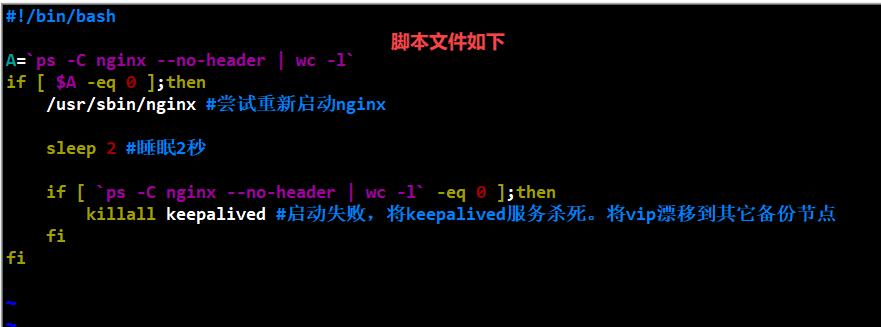 #!/bin/bash
脚本文件如下
A=`ps -C nginx --no-header | wc -l`
if [ $A -eq 0 ];then
    /usr/sbin/nginx #尝试重新启动nginx
    sleep 2 #睡眠2秒
    if [ `ps -C nginx --no-header | wc -l` -eq 0 ];then
        killall keepalived #启动失败，将keepalived服务杀死。将vip漂移到其它备份节点
    fi
fi
~
~